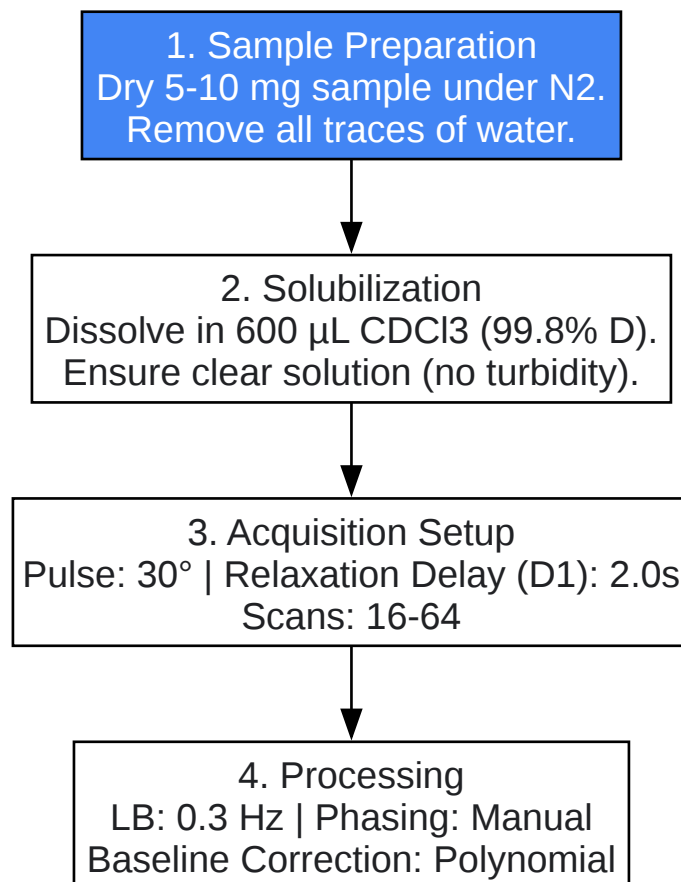 1. Sample Preparation
Dry 5-10 mg sample under N2.
Remove all traces of water.
2. Solubilization
Dissolve in 600 µL CDCl3 (99.8% D).
Ensure clear solution (no turbidity).
3. Acquisition Setup
Pulse: 30° | Relaxation Delay (D1): 2.0s
Scans: 16-64
4. Processing
LB: 0.3 Hz | Phasing: Manual
Baseline Correction: Polynomial